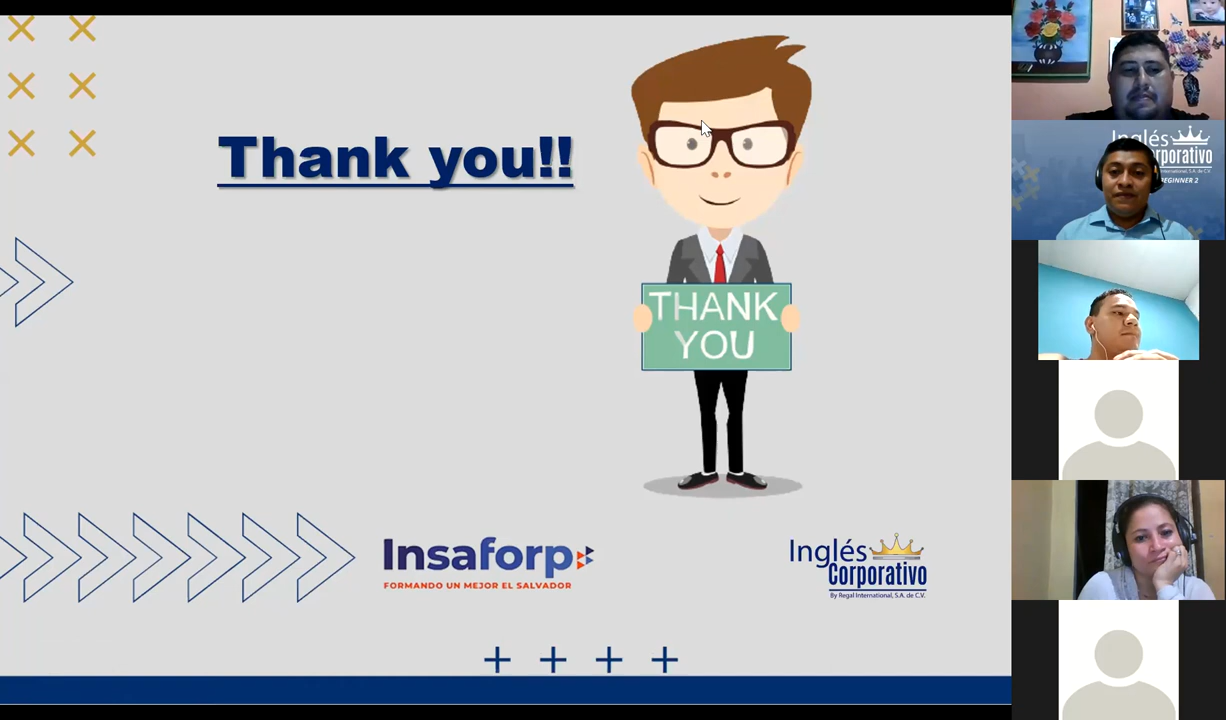 Thank you!!
THANK
YOU
Insaforp
FORMANDO UN MEJOR EL SALVADOR
Inglés
Corporativo
By Regal International, S.A. de C.V.
Inglés
rporativo
International, S.A. de C.V.
BEGINNER 2